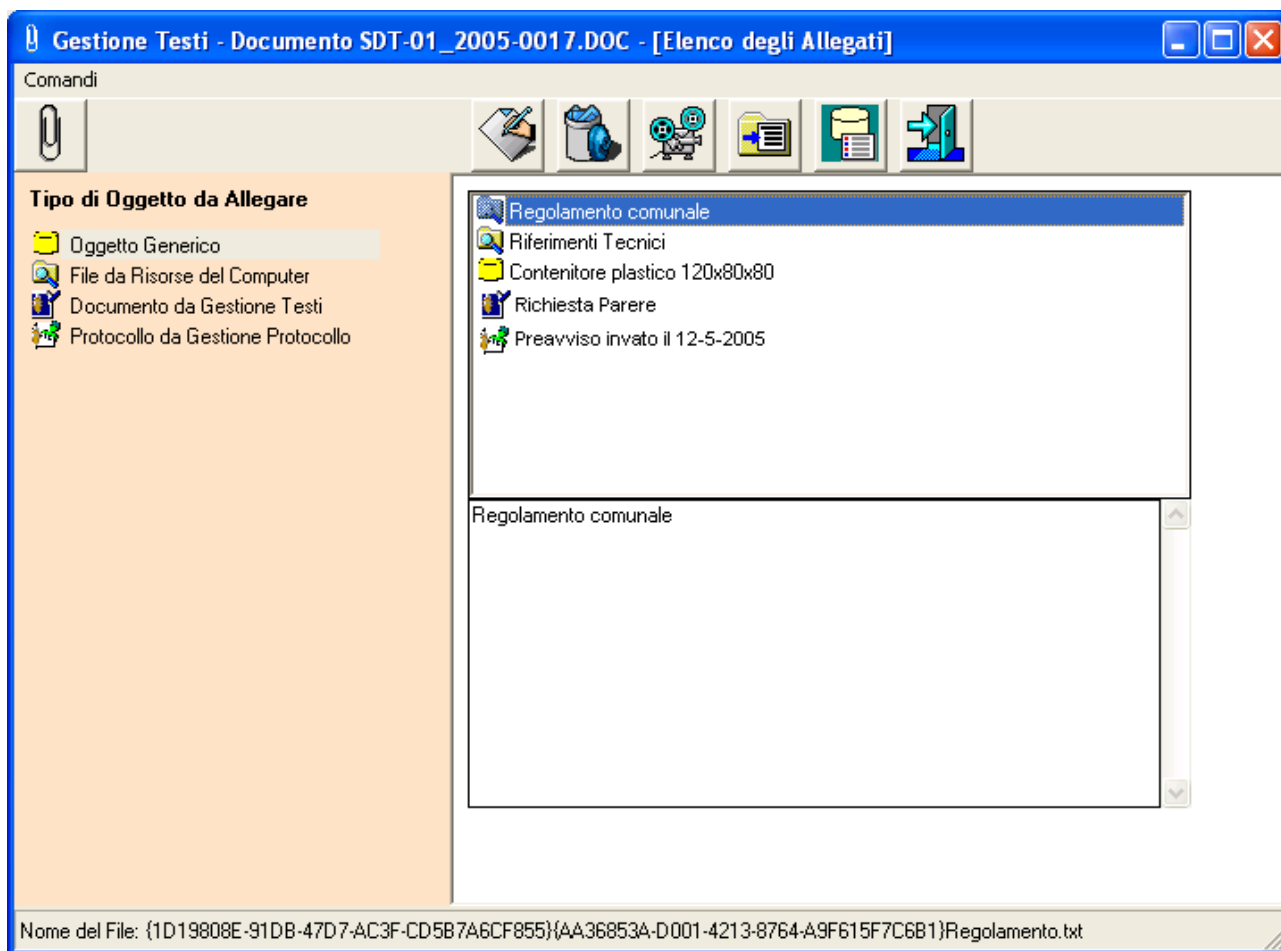 Gestione Testi - Documento SDT-01_2005-0017.DOC - [Elenco degli Allegati]
Comandi
Tipo di Oggetto da Allegare
Oggetto Generico
File da Risorse del Computer
Documento da Gestione Testi
Protocollo da Gestione Protocollo
Regolamento comunale
Riferimenti Tecnici
Contenitore plastico 120x80x80
Richiesta Parere
Preavviso invato il 12-5-2005
Regolamento comunale
Nome del File: {1D19808E-91DB-47D7-AC3F-CD5B7A6CF855}{AA36853A-D001-4213-8764-A9F615F7C6B1}Regolamento.txt